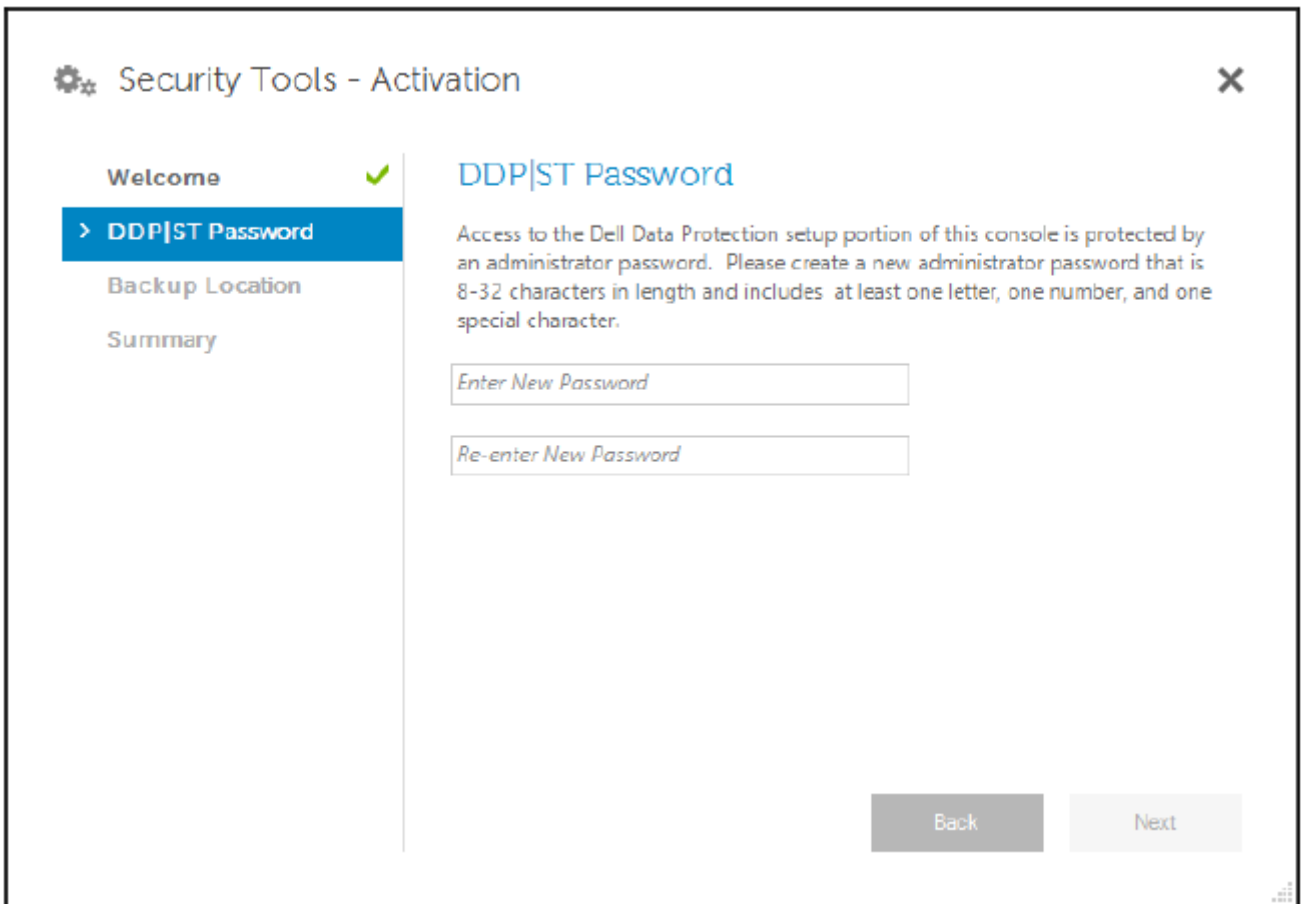 Security Tools - Activation
Welcome
DDP|ST Password
Backup Location
Summary
DDP|ST Password
Access to the Dell Data Protection setup portion of this console is protected by
an administrator password.  Please create a new administrator password that is
8-32 characters in length and includes  at least one letter, one number, and one
special character.
Enter New Password
Re-enter New Password
Back
Next